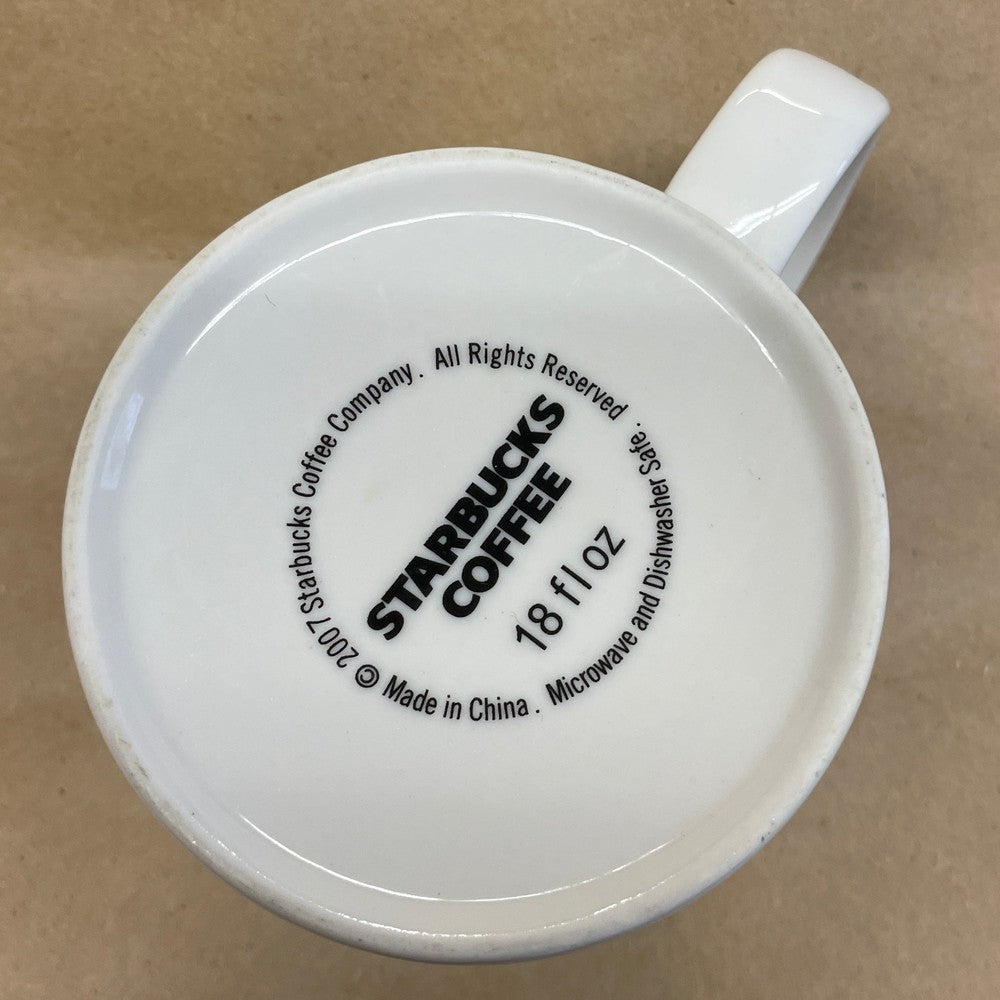 © 2007 Starbucks Coffee Company. All Rights Reserved.
STARBUCKS
COFFEE
18 fl oz
Made in China. Microwave and Dishwasher Safe.